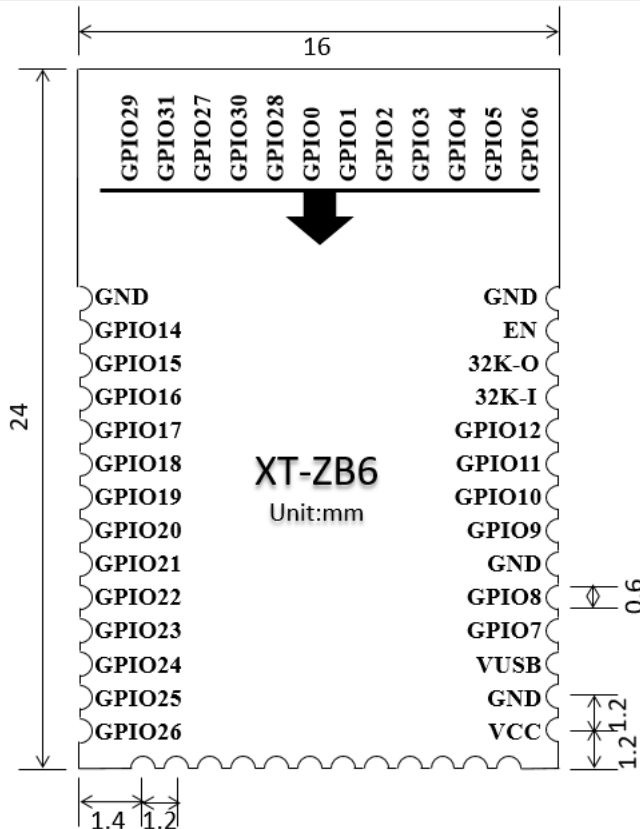 16
GPIO29
GPIO31
GPIO27
GPIO30
GPIO28
GPIO0
GPIO1
GPIO2
GPIO3
GPIO4
GPIO5
GPIO6
24
GND
GPIO14
GPIO15
GPIO16
GPIO17
GPIO18
GPIO19
GPIO20
GPIO21
GPIO22
GPIO23
GPIO24
GPIO25
GPIO26
XT-ZB6
Unit:mm
GND
EN
32K-O
32K-I
GPIO12
GPIO11
GPIO10
GPIO9
GND
GPIO8
GPIO7
VUSB
GND
VCC
0.6
1.2
1.2
1.4
1.2